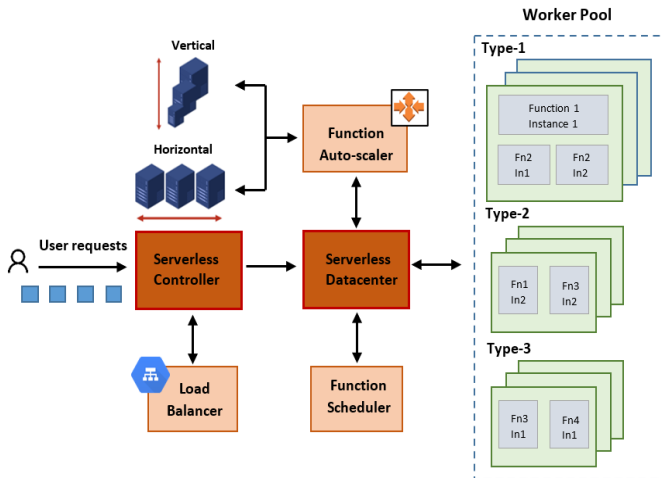 Worker Pool
Vertical
Horizontal
Function
Auto-scaler
User requests
Serverless
Controller
Serverless
Datacenter
Load
Balancer
Function
Scheduler
Type-1
Function 1
Instance 1
Fn2
In1
Fn2
In2
Type-2
Fn1
In2
Fn3
In2
Type-3
Fn3
In1
Fn4
In1